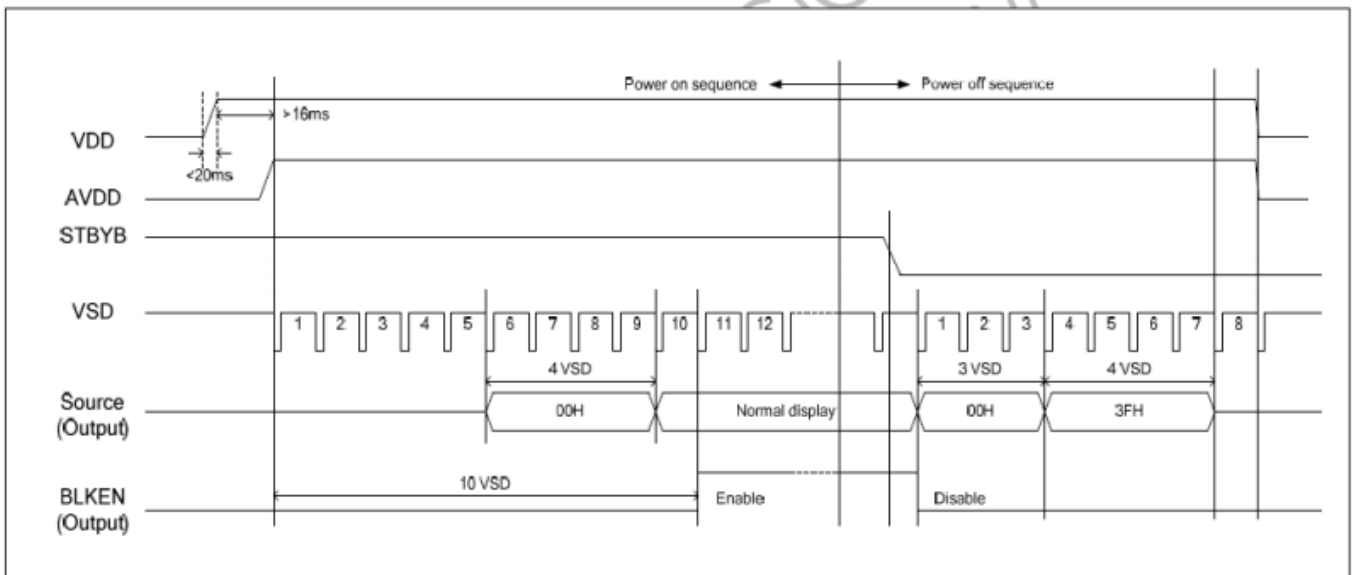 Power on sequence
Power off sequence
>16ms
VDD
<20ms
AVDD
STBYB
VSD
1 2 3 4 5 6 7 8 9 10 11 12 1 2 3 4 5 6 7 8
4 VSD
3 VSD
4 VSD
Source
(Output)
00H
Normal display
00H
3FH
10 VSD
BLKEN
(Output)
Enable
Disable